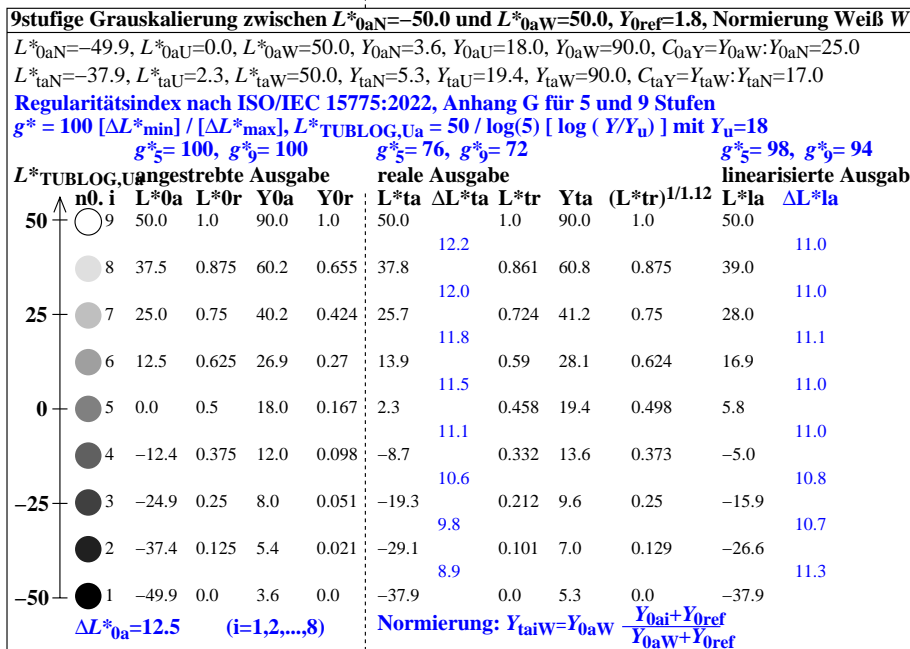 9stufige Grauskalierung zwischen L*0aN=−50.0 und L*0aW=50.0, Y0ref=1.8, Normierung Weiß W
L*0aN=−49.9, L*0aU=0.0, L*0aW=50.0, Y0aN=3.6, Y0aU=18.0, Y0aW=90.0, C0aY=Y0aW:Y0aN=25.0
L*taN=−37.9, L*taU=2.3, L*taW=50.0, YtaN=5.3, YtaU=19.4, YtaW=90.0, CtaY=YtaW:YtaN=17.0
Regularitätsindex nach ISO/IEC 15775:2022, Anhang G für 5 und 9 Stufen
g* = 100 [ΔL*min] / [ΔL*max], L*TUBLOG,Ua = 50 / log(5) [ log ( Y/Yu) ] mit Yu=18
g*5= 100, g*9= 100 g*5= 76, g*9= 72 g*5= 98, g*9= 94
L*TUBLOG,Ua angestrebte Ausgabe reale Ausgabe linearisierte Ausgab
n0. i L*0a L*0r Y0a Y0r L*ta ΔL*ta L*tr Yta (L*tr)1/1.12 L*la ΔL*la
50 9 50.0 1.0 90.0 1.0 50.0 1.0 90.0 1.0 50.0
12.2 11.0
8 37.5 0.875 60.2 0.655 37.8 0.861 60.8 0.875 39.0
12.0 11.0
25 7 25.0 0.75 40.2 0.424 25.7 0.724 41.2 0.75 28.0
11.8 11.1
6 12.5 0.625 26.9 0.27 13.9 0.59 28.1 0.624 16.9
11.5 11.0
0 5 0.0 0.5 18.0 0.167 2.3 0.458 19.4 0.498 5.8
11.1 11.0
4 −12.4 0.375 12.0 0.098 −8.7 0.332 13.6 0.373 −5.0
10.6 10.8
−25 3 −24.9 0.25 8.0 0.051 −19.3 0.212 9.6 0.25 −15.9
9.8 10.7
2 −37.4 0.125 5.4 0.021 −29.1 0.101 7.0 0.129 −26.6
8.9 11.3
−50 1 −49.9 0.0 3.6 0.0 −37.9 0.0 5.3 0.0 −37.9
ΔL*0a=12.5 (i=1,2,...,8) Normierung: YtaiW=Y0aW Y0ai+Y0ref
Y0aW+Y0ref